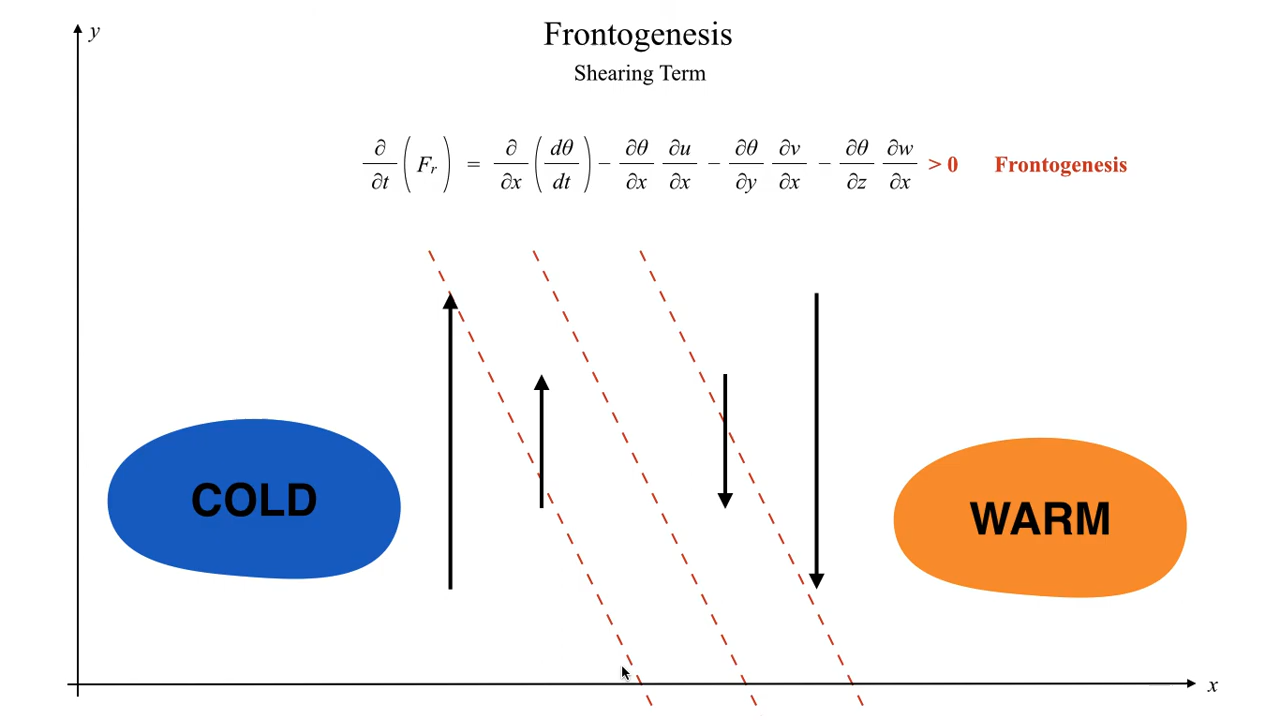 y
Frontogenesis
Shearing Term
∂/∂t (F_r) = ∂/∂x (dθ/dt) − ∂θ/∂x ∂u/∂x − ∂θ/∂y ∂v/∂x − ∂θ/∂z ∂w/∂x > 0 Frontogenesis
COLD
WARM
x